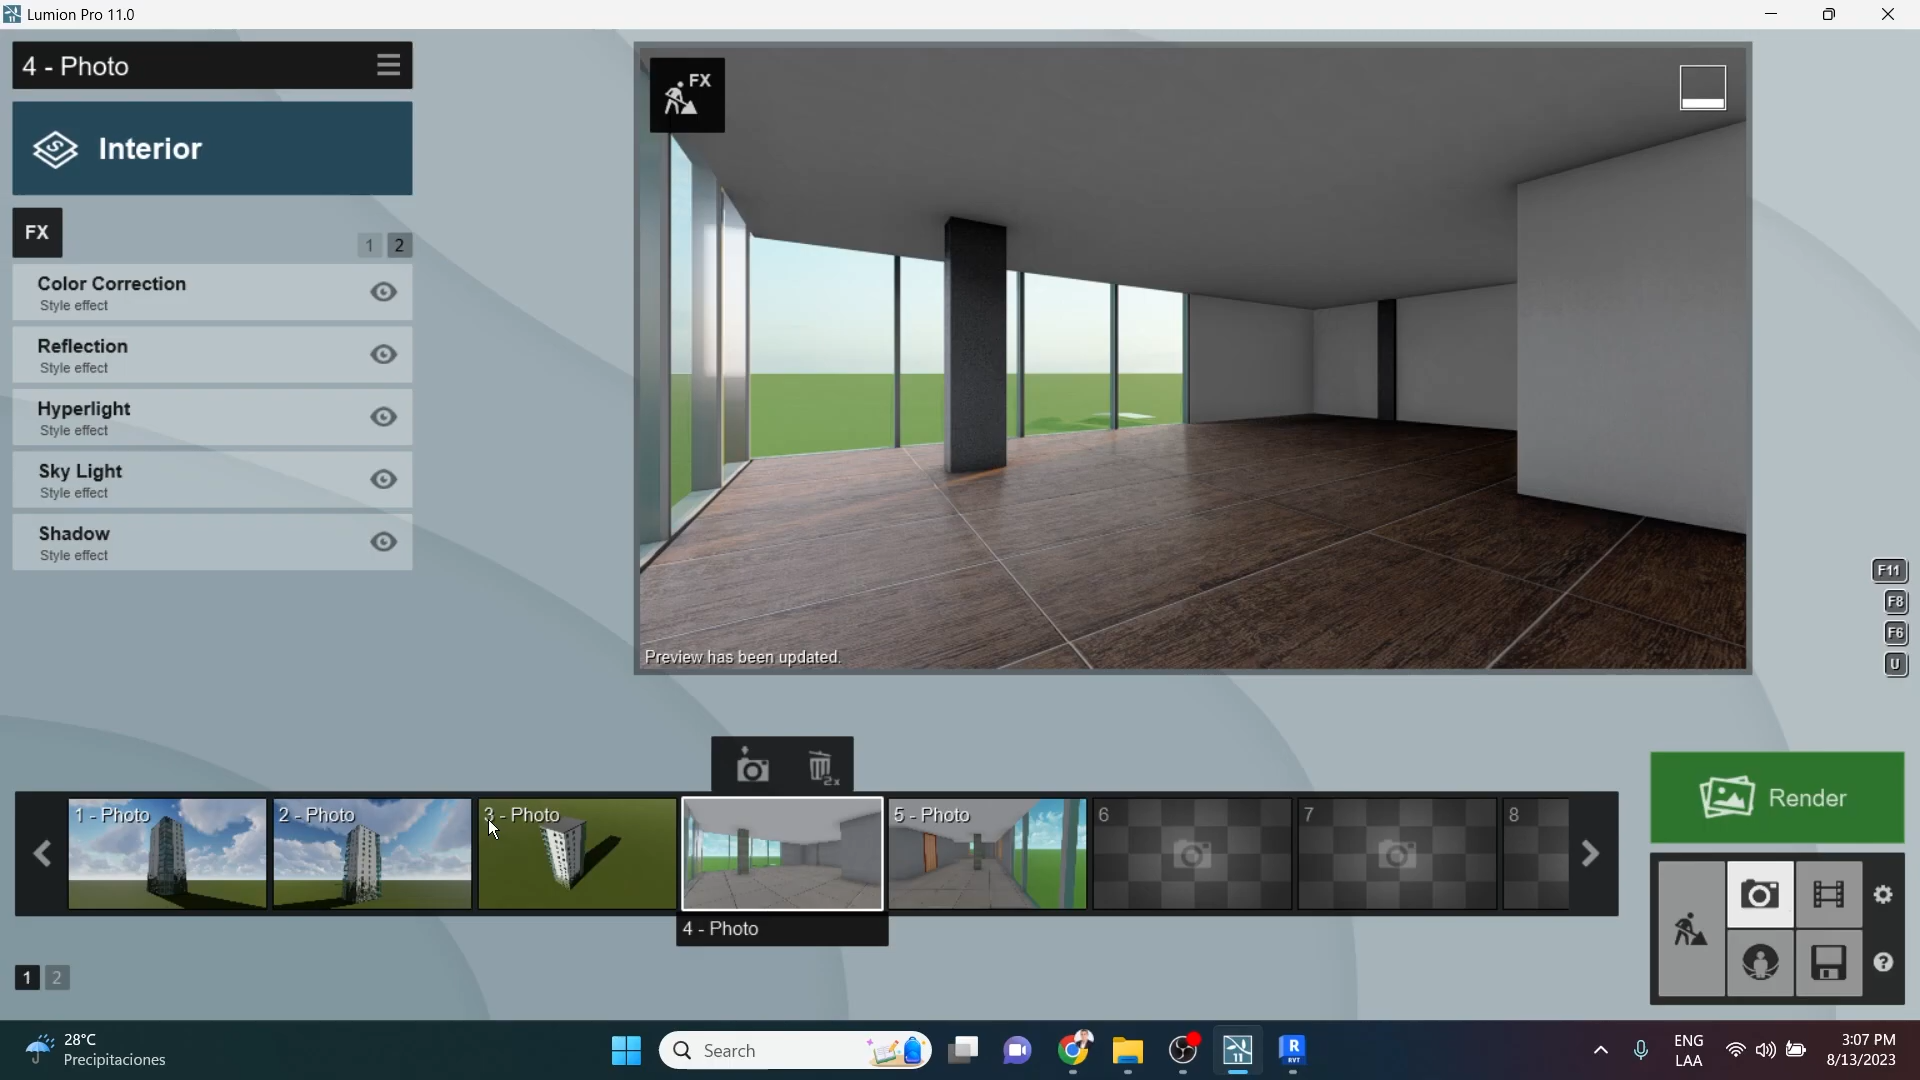 Lumion Pro 11.0
4 - Photo
Interior
FX
1 2
Color Correction
Style effect
Reflection
Style effect
Hyperlight
Style effect
Sky Light
Style effect
Shadow
Style effect
FX
Preview has been updated.
F11
F8
F6
U
2x
1 - Photo
2 - Photo
3 - Photo
5 - Photo
6
7
8
4 - Photo
Render
1 2
28°C
Precipitaciones
Search
11
R
RVT
ENG
LAA
3:07 PM
8/13/2023